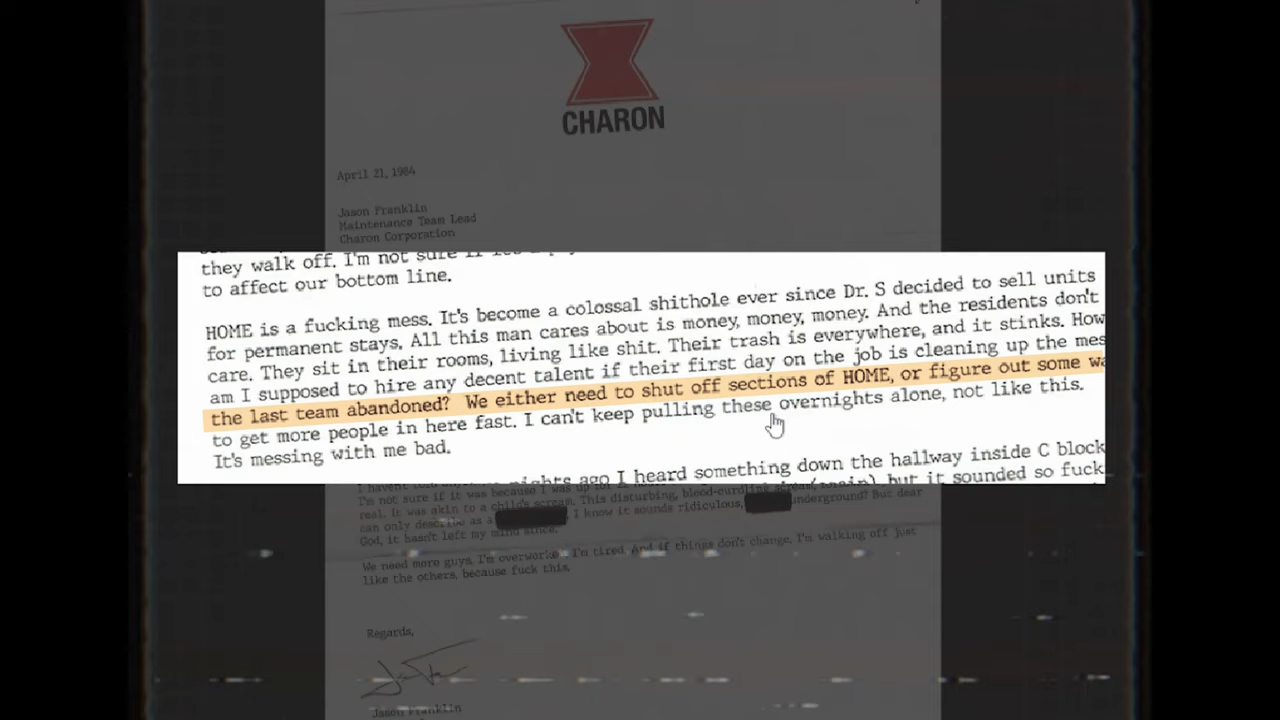 CHARON
April 21, 1984
Jason Franklin
Maintenance Team Lead
Charon Corporation
they walk off. I'm not sure if
to affect our bottom line.
HOME is a fucking mess. It's become a colossal shithole ever since Dr. S decided to sell units
for permanent stays. All this man cares about is money, money, money. And the residents don't
care. They sit in their rooms, living like shit. Their trash is everywhere, and it stinks. How
am I supposed to hire any decent talent if their first day on the job is cleaning up the mes
the last team abandoned? We either need to shut off sections of HOME, or figure out some wa
to get more people in here fast. I can't keep pulling these overnights alone, not like this.
It's messing with me bad.
nights ago I heard something down the hallway inside C block
(again) but it sounded so fuck
I'm not sure if it was because I was up
real. It was akin to a child's scream. This disturbing, blood-curdling scream,
can only describe as a I know it sounds ridiculous, underground? But dear
God, it hasn't left my mind since.
We need more guys. I'm overworked. I'm tired. And if things don't change, I'm walking off just
like the others, because fuck this.
Regards,
Jason Franklin